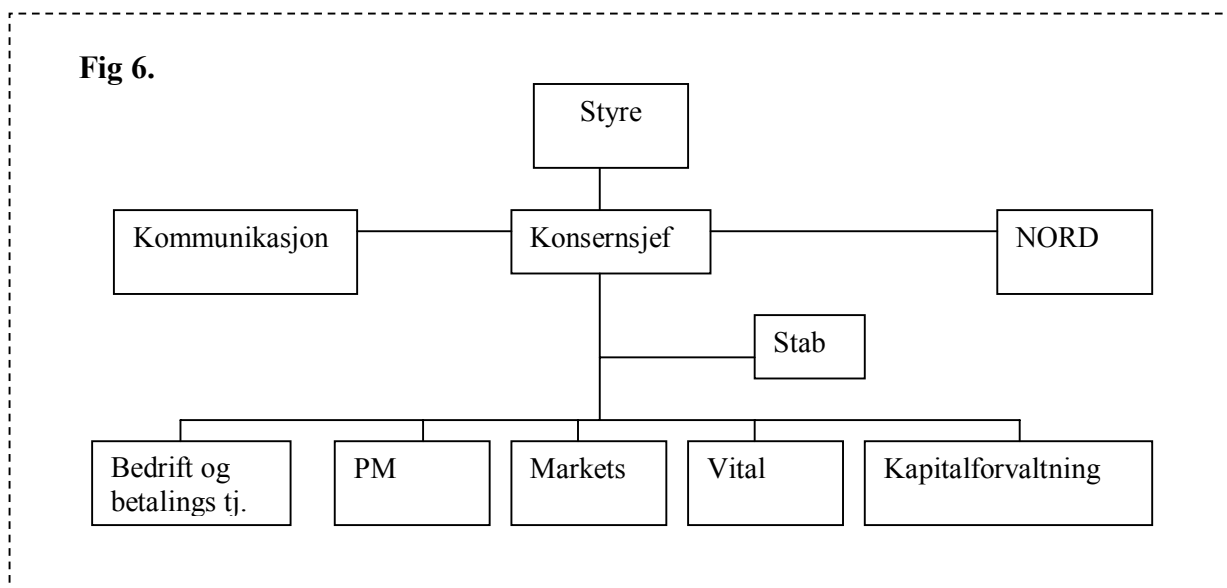 Fig 6.
Styre
Kommunikasjon
Konsernsjef
NORD
Stab
Bedrift og
betalings tj.
PM
Markets
Vital
Kapitalforvaltning